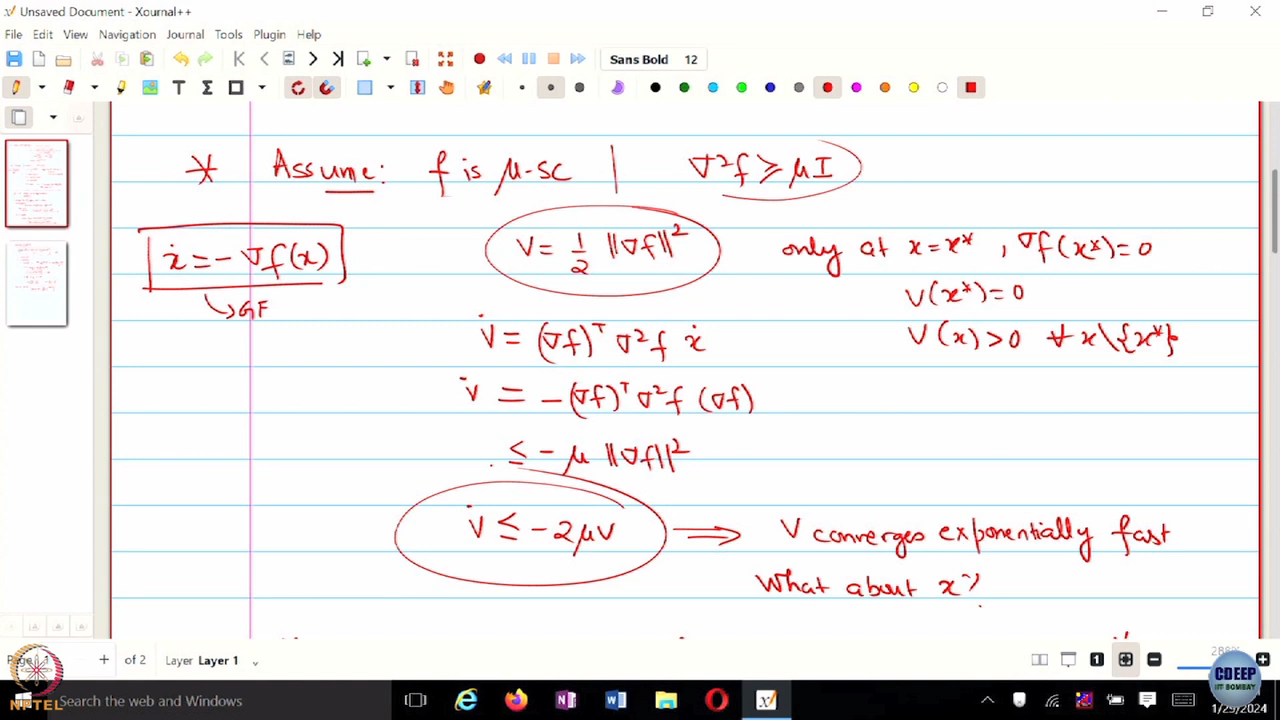 Unsaved Document - Xournal++
File Edit View Navigation Journal Tools Plugin Help
Sans Bold 12
* Assume: f is μ-sc | ∇²f ≥ μI
ẋ = -∇f(x)
↳ GF
V = 1/2 ||∇f||²
only at x = x*, ∇f(x*) = 0
V(x*) = 0
V(x) > 0 ∀ x\{x*}
V̇ = (∇f)ᵀ ∇²f ẋ
V̇ = -(∇f)ᵀ ∇²f (∇f)
≤ -μ ||∇f||²
V̇ ≤ -2μV ⟹ V converges exponentially fast
What about x?
Page 1 + of 2 Layer Layer 1
288%
NPTEL
CDEEP
IIT BOMBAY
Search the web and Windows
1/29/2024